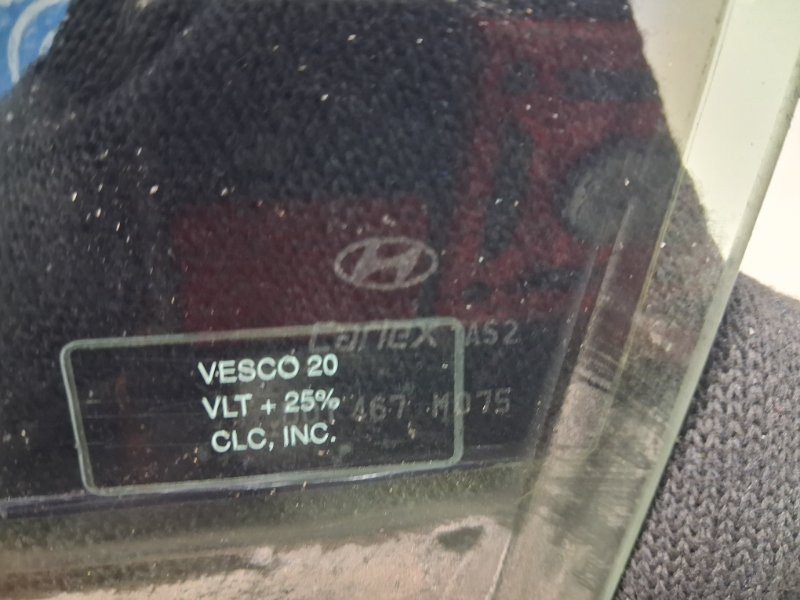 Carlex AS2
VESCO 20
VLT + 25%
467 M075
CLC, INC.